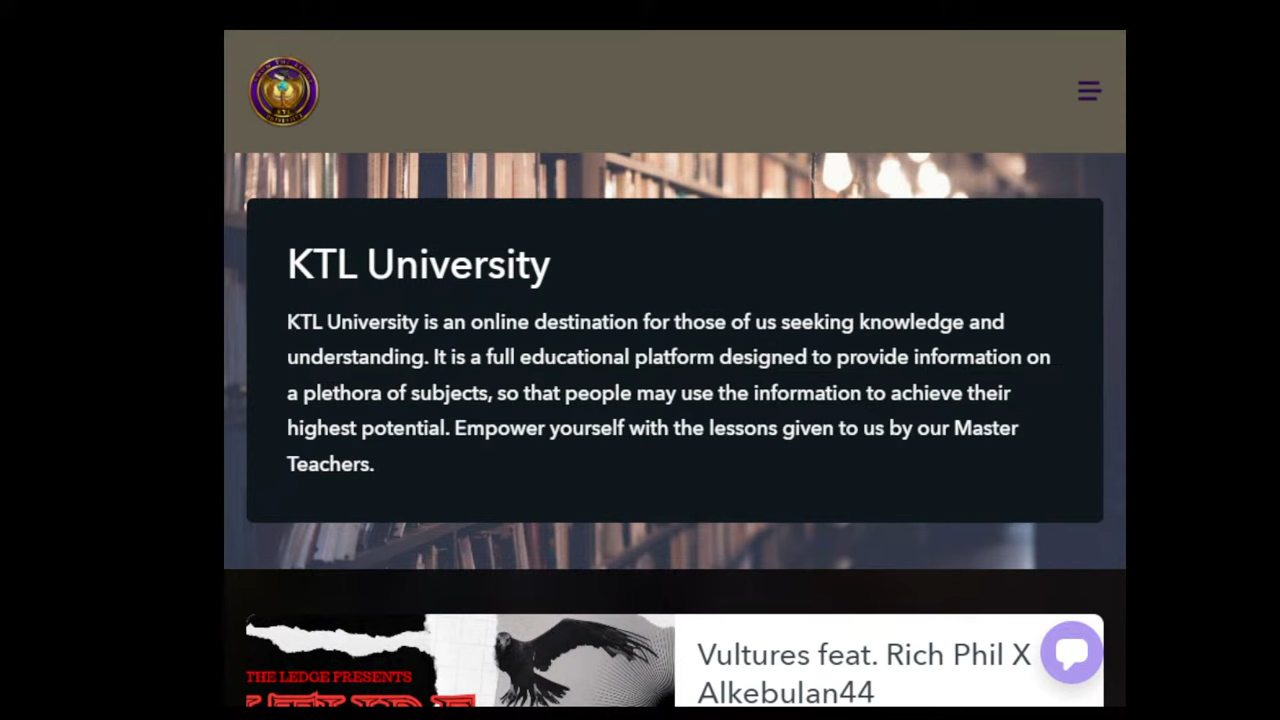 KTL University
KTL University is an online destination for those of us seeking knowledge and
understanding. It is a full educational platform designed to provide information on
a plethora of subjects, so that people may use the information to achieve their
highest potential. Empower yourself with the lessons given to us by our Master
Teachers.
THE LEDGE PRESENTS
Vultures feat. Rich Phil X
Alkebulan44